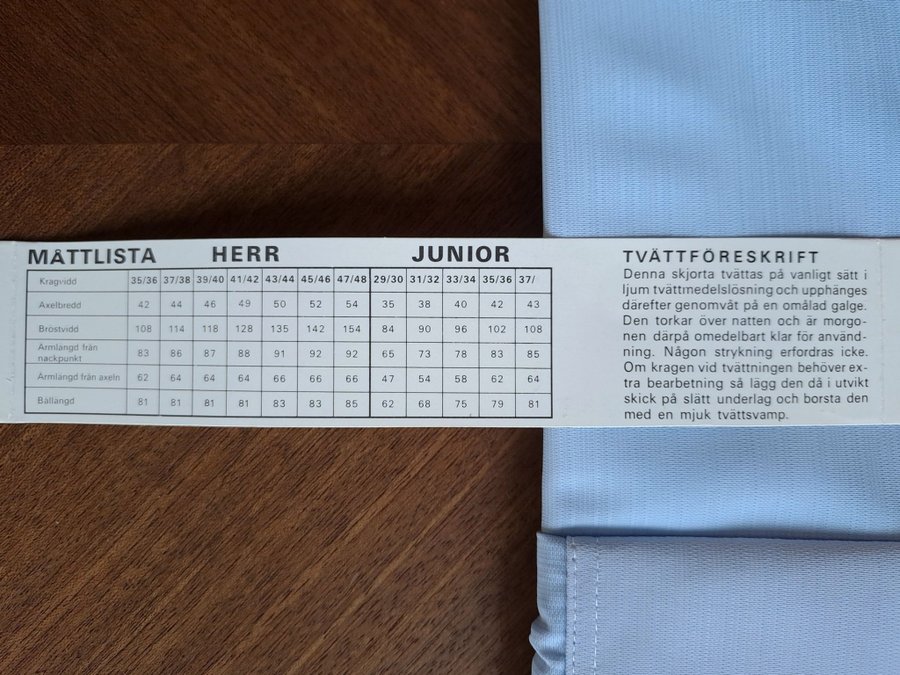 MÅTTLISTA HERR JUNIOR
Kragvidd 35/36 37/38 39/40 41/42 43/44 45/46 47/48 29/30 31/32 33/34 35/36 37/
Axelbredd 42 44 46 49 50 52 54 35 38 40 42 43
Bröstvidd 108 114 118 128 135 142 154 84 90 96 102 108
Ärmlängd från
nackpunkt 83 86 87 88 91 92 92 65 73 78 83 85
Ärmlängd från axeln 62 64 64 64 66 66 66 47 54 58 62 64
Bållängd 81 81 81 81 83 83 85 62 68 75 79 81
TVÄTTFÖRESKRIFT
Denna skjorta tvättas på vanligt sätt i
ljum tvättmedelslösning och upphänges
därefter genomvåt på en omålad galge.
Den torkar över natten och är morgo-
nen därpå omedelbart klar för använd-
ning. Någon strykning erfordras icke.
Om kragen vid tvättningen behöver ex-
tra bearbetning så lägg den då i utvikt
skick på slätt underlag och borsta den
med en mjuk tvättsvamp.